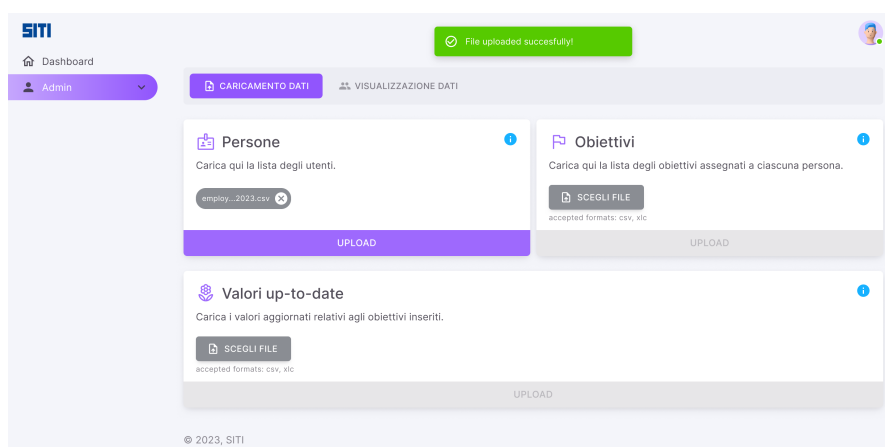 SITI
File uploaded succesfully!
Dashboard
Admin
CARICAMENTO DATI
VISUALIZZAZIONE DATI
Persone
Carica qui la lista degli utenti.
employ...2023.csv
UPLOAD
Obiettivi
Carica qui la lista degli obiettivi assegnati a ciascuna persona.
SCEGLI FILE
accepted formats: csv, xlc
UPLOAD
Valori up-to-date
Carica i valori aggiornati relativi agli obiettivi inseriti.
SCEGLI FILE
accepted formats: csv, xlc
UPLOAD
© 2023, SITI